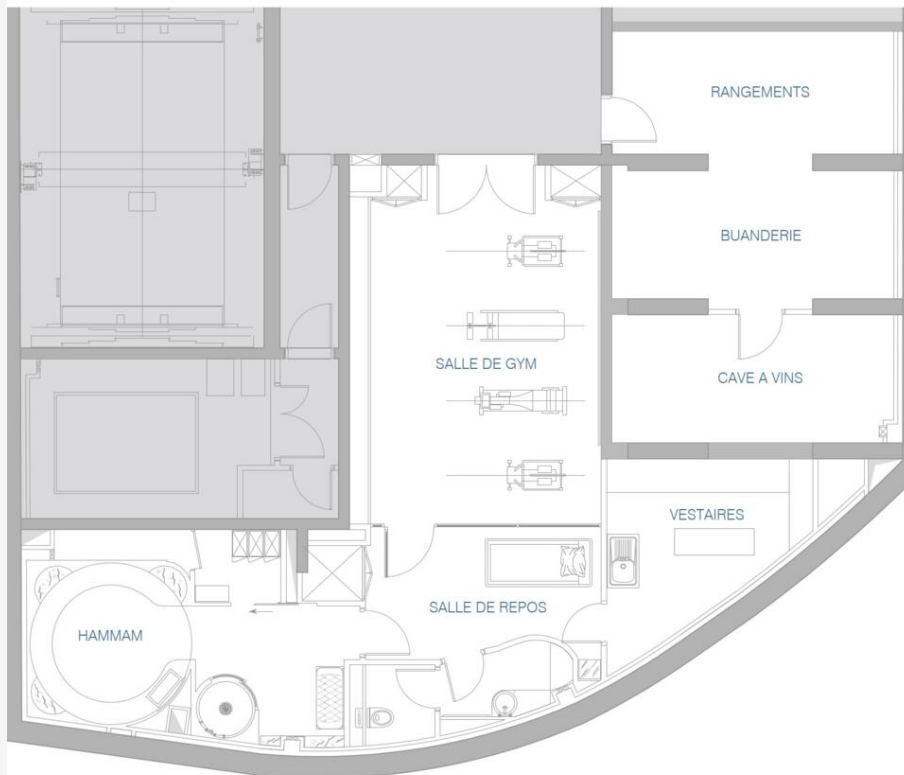 RANGEMENTS
BUANDERIE
SALLE DE GYM
CAVE A VINS
VESTAIRES
SALLE DE REPOS
HAMMAM